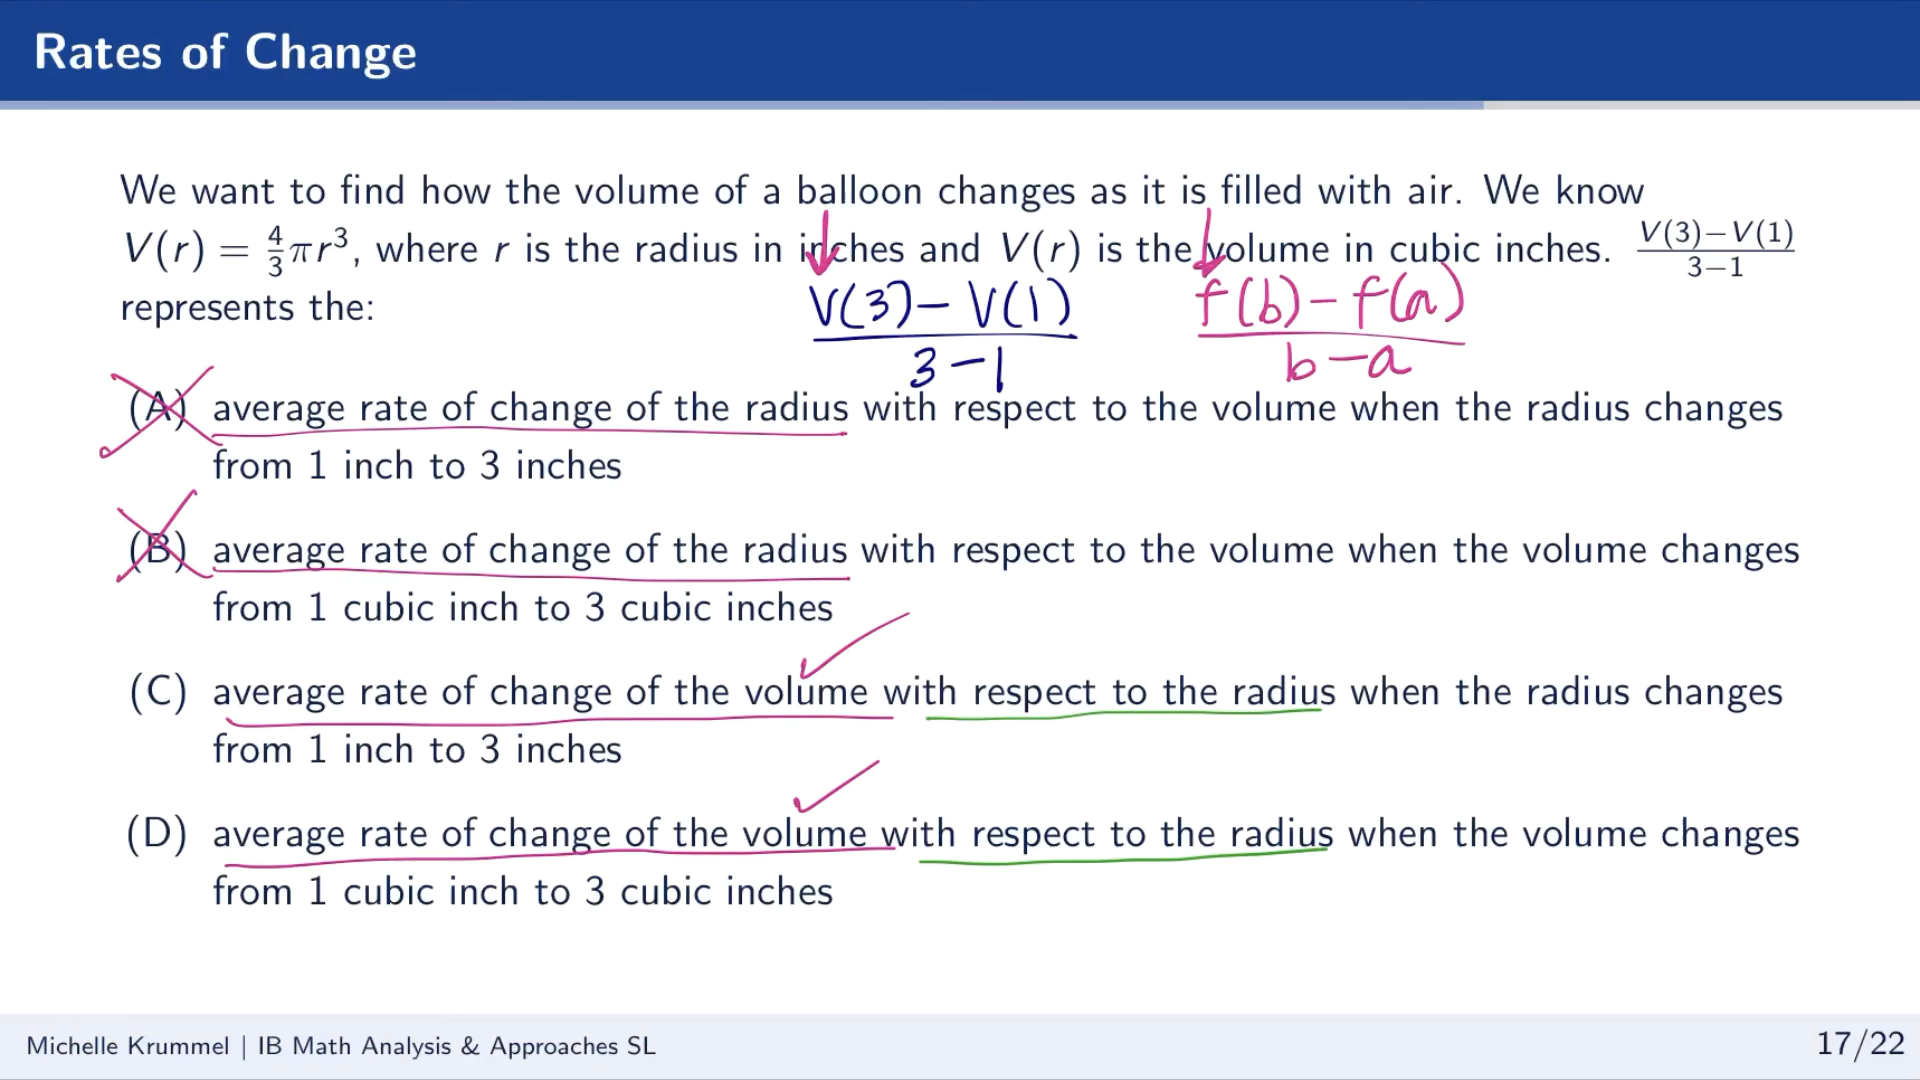 Rates of Change
We want to find how the volume of a balloon changes as it is filled with air. We know
V(r) = 4/3 πr³, where r is the radius in inches and V(r) is the volume in cubic inches. V(3)−V(1) / 3−1
represents the:
V(3) − V(1) / 3 − 1
f(b) − f(a) / b − a
(A) average rate of change of the radius with respect to the volume when the radius changes
from 1 inch to 3 inches
(B) average rate of change of the radius with respect to the volume when the volume changes
from 1 cubic inch to 3 cubic inches
(C) average rate of change of the volume with respect to the radius when the radius changes
from 1 inch to 3 inches
(D) average rate of change of the volume with respect to the radius when the volume changes
from 1 cubic inch to 3 cubic inches
Michelle Krummel | IB Math Analysis & Approaches SL
17/22